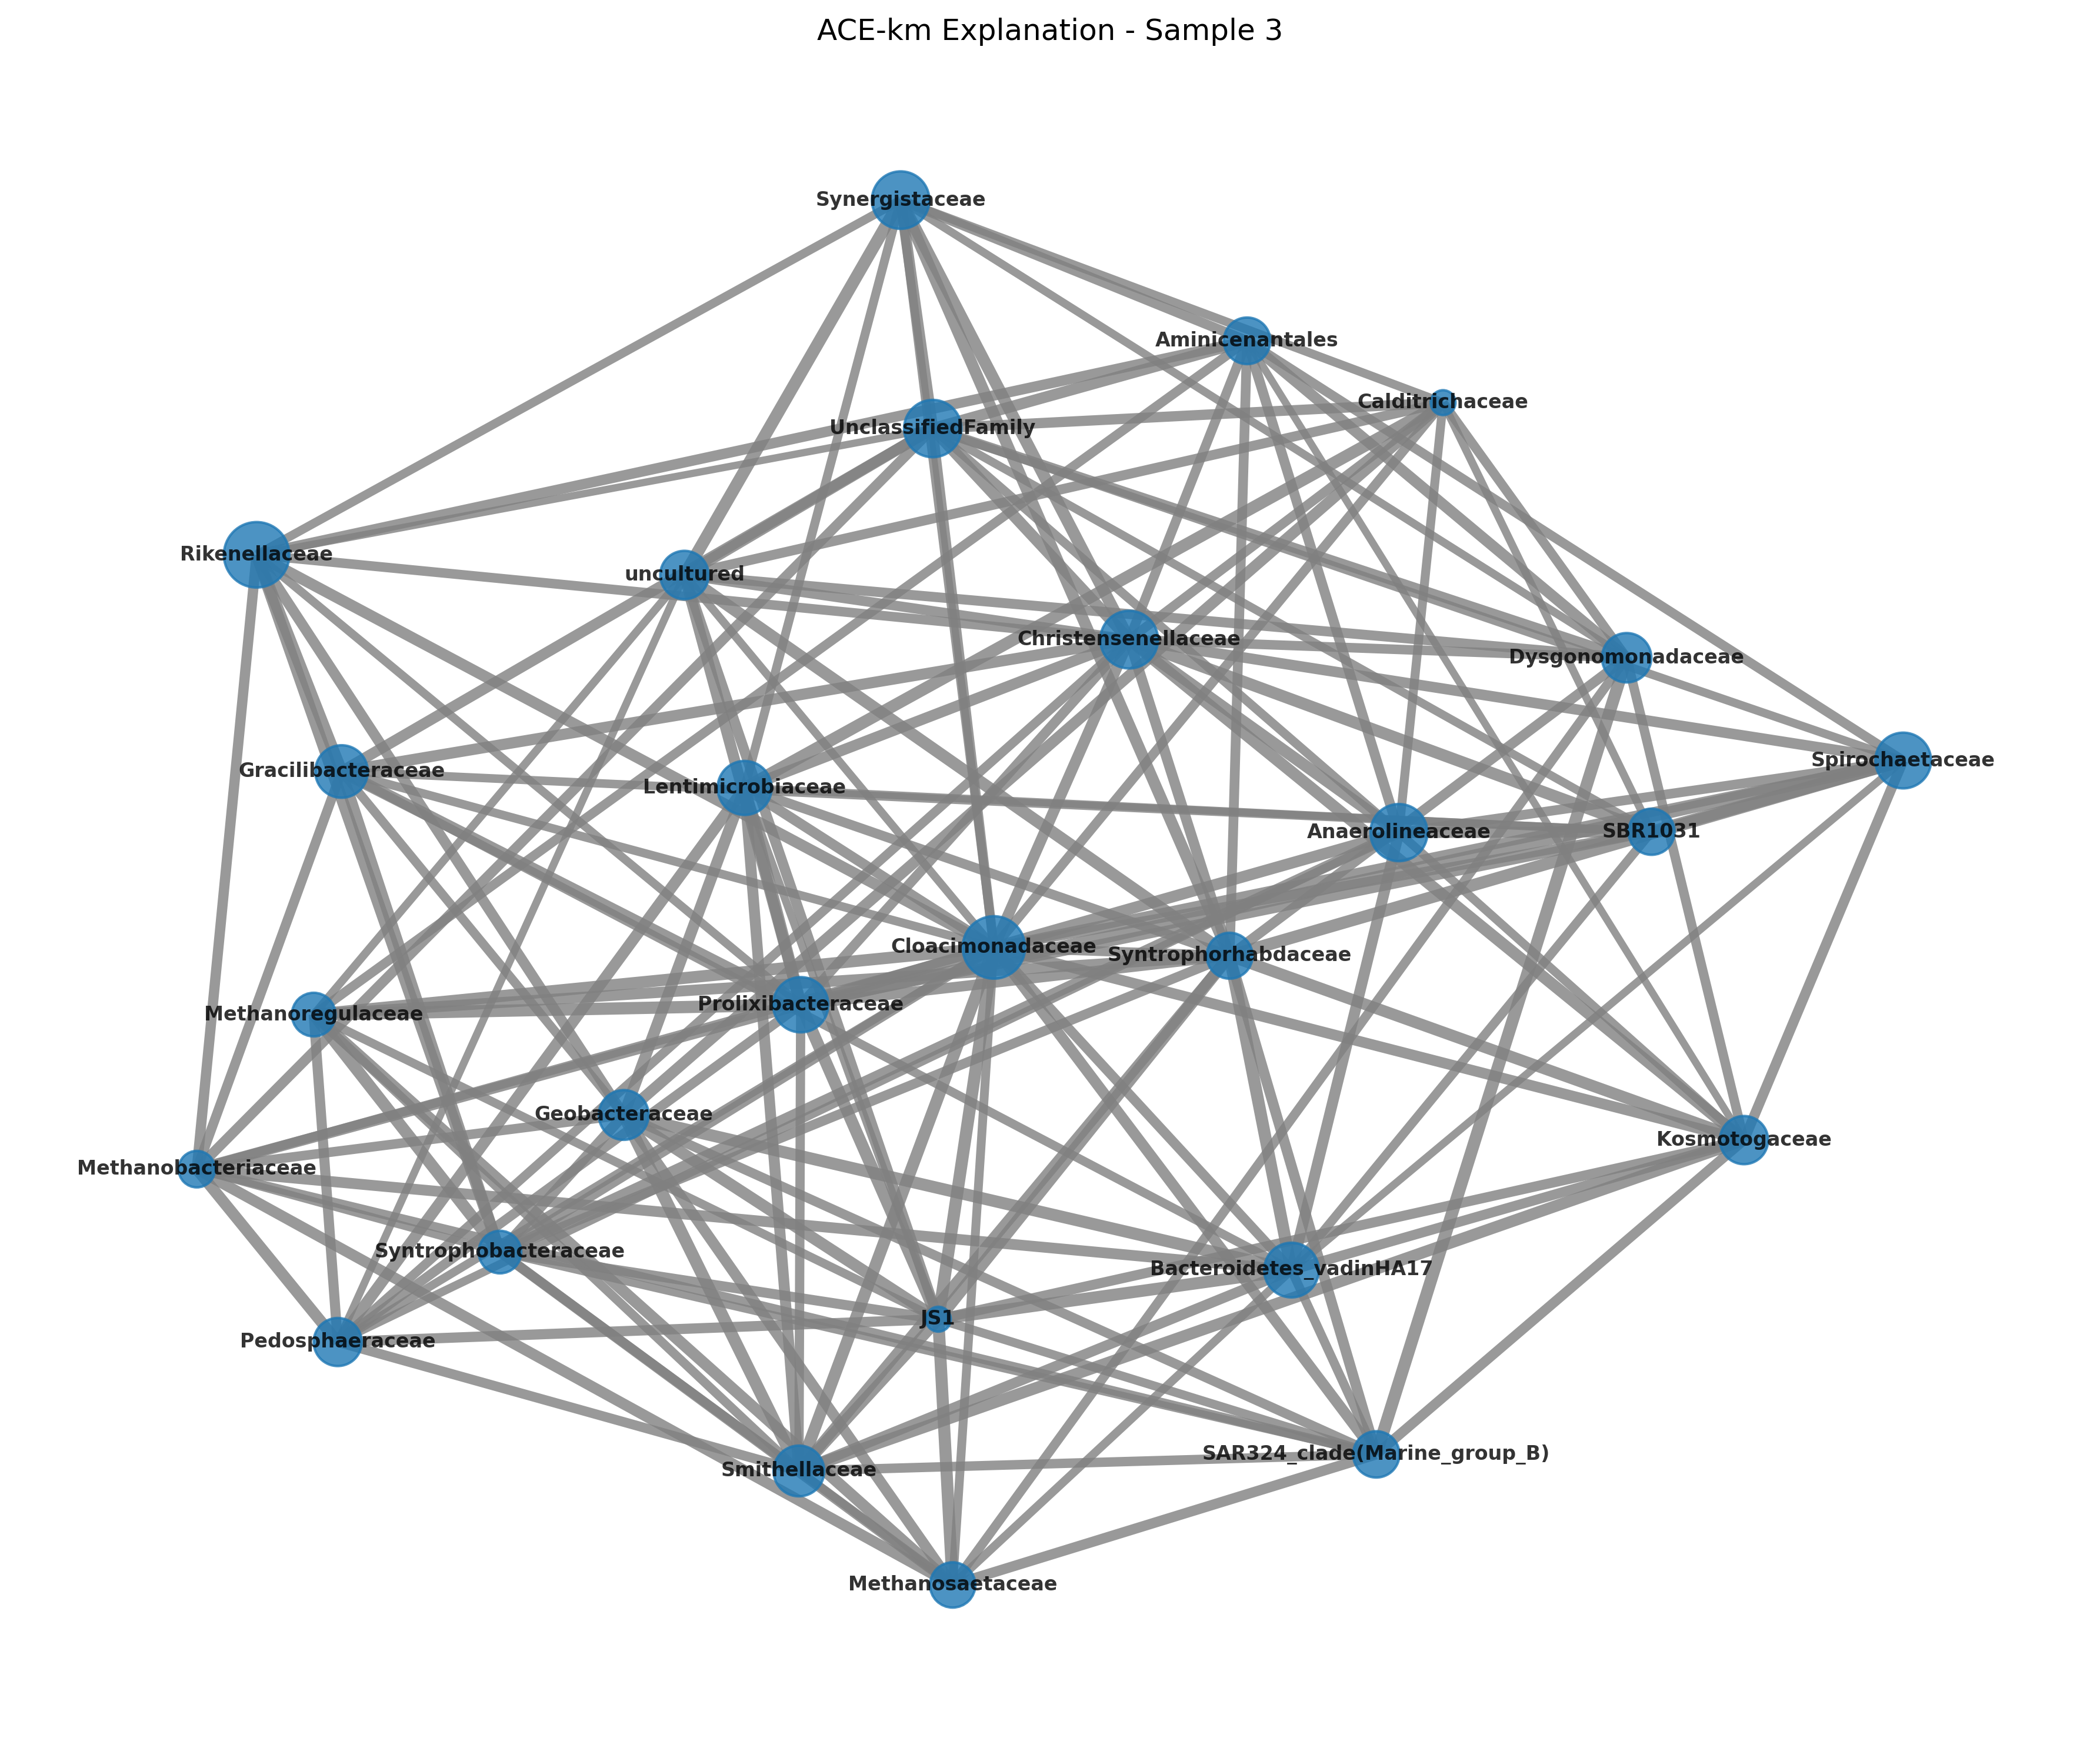 ACE-km Explanation - Sample 3
Synergistaceae
Aminicenantales
Calditrichaceae
UnclassifiedFamily
Rikenellaceae
uncultured
Christensenellaceae
Dysgonomonadaceae
Spirochaetaceae
Gracilibacteraceae
Lentimicrobiaceae
Anaerolineaceae
SBR1031
Cloacimonadaceae
Syntrophorhabdaceae
Prolixibacteraceae
Methanoregulaceae
Geobacteraceae
Kosmotogaceae
Methanobacteriaceae
Syntrophobacteraceae
Bacteroidetes_vadinHA17
JS1
Pedosphaeraceae
SAR324_clade(Marine_group_B)
Smithellaceae
Methanosaetaceae